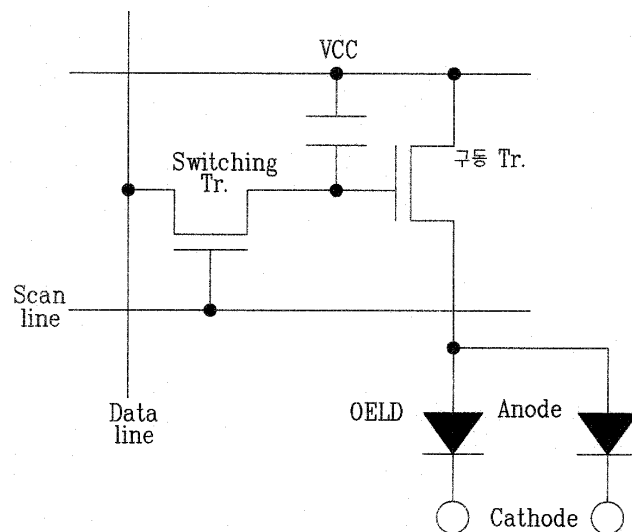 VCC
Switching
Tr.
구동 Tr.
Scan
line
Data
line
OELD
Anode
Cathode